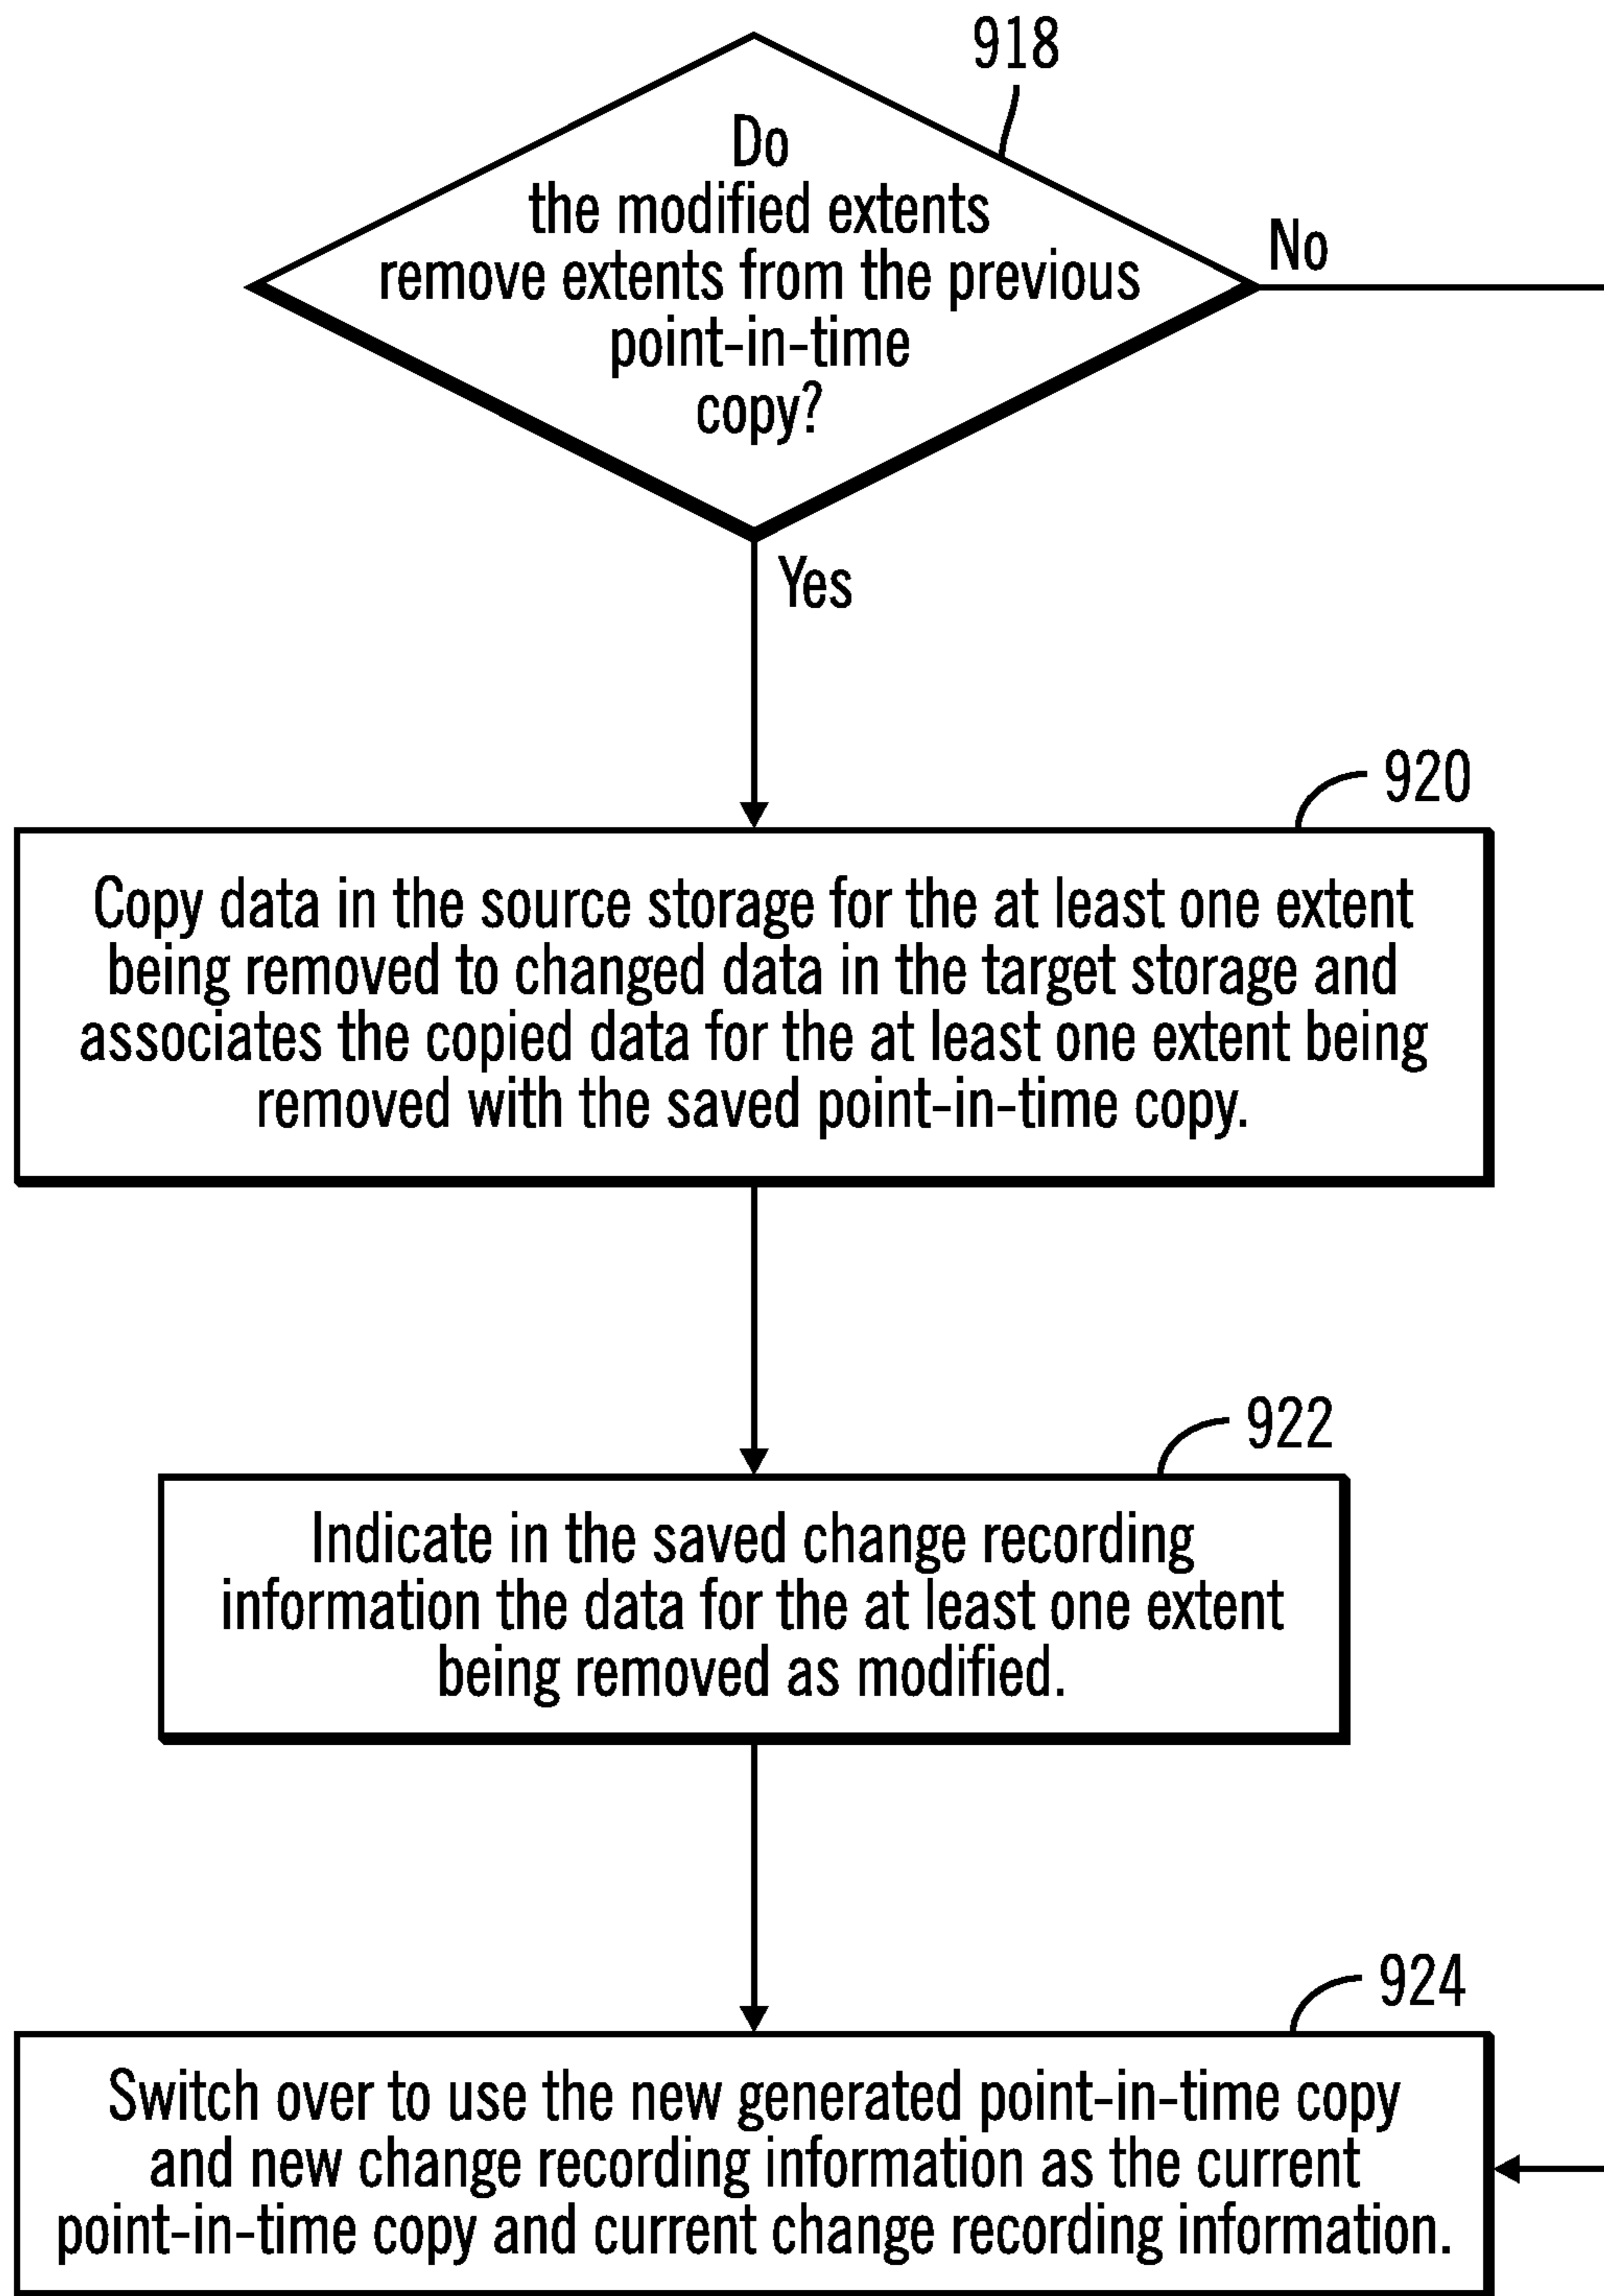 918
Do
the modified extents
remove extents from the previous
point-in-time
copy?
No
Yes
920
Copy data in the source storage for the at least one extent
being removed to changed data in the target storage and
associates the copied data for the at least one extent being
removed with the saved point-in-time copy.
922
Indicate in the saved change recording
information the data for the at least one extent
being removed as modified.
924
Switch over to use the new generated point-in-time copy
and new change recording information as the current
point-in-time copy and current change recording information.